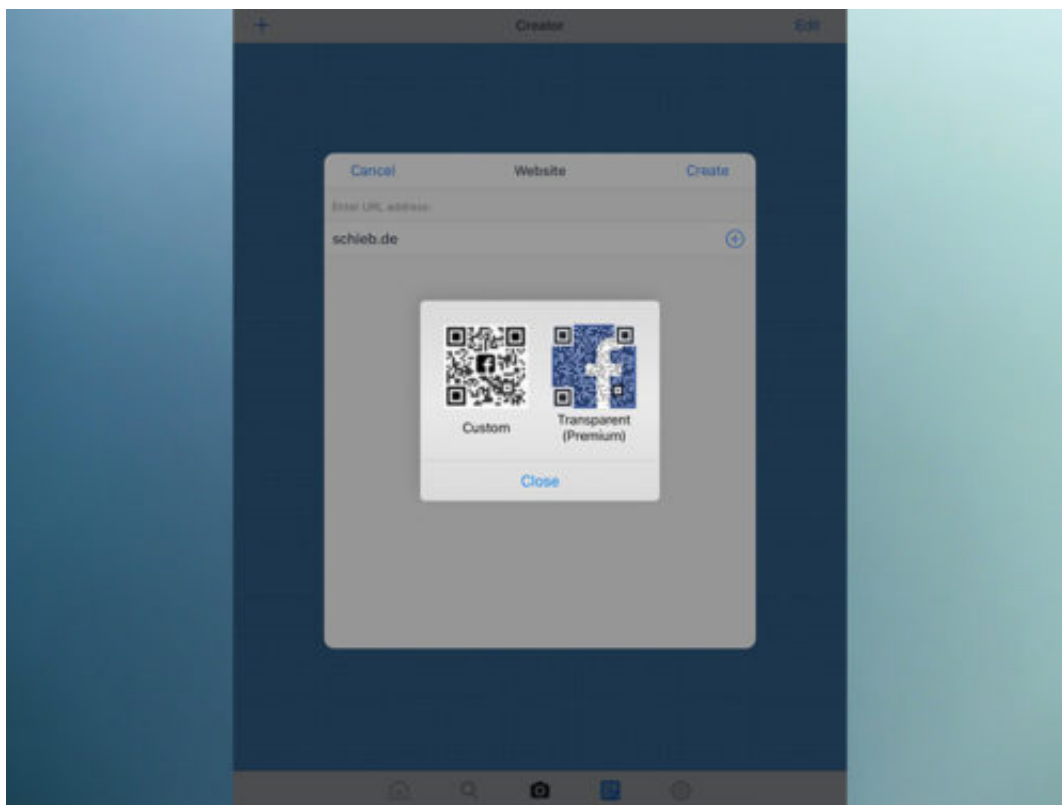 Creator
Edit
Cancel
Website
Create
Enter URL address:
schieb.de
Custom
Transparent
(Premium)
Close